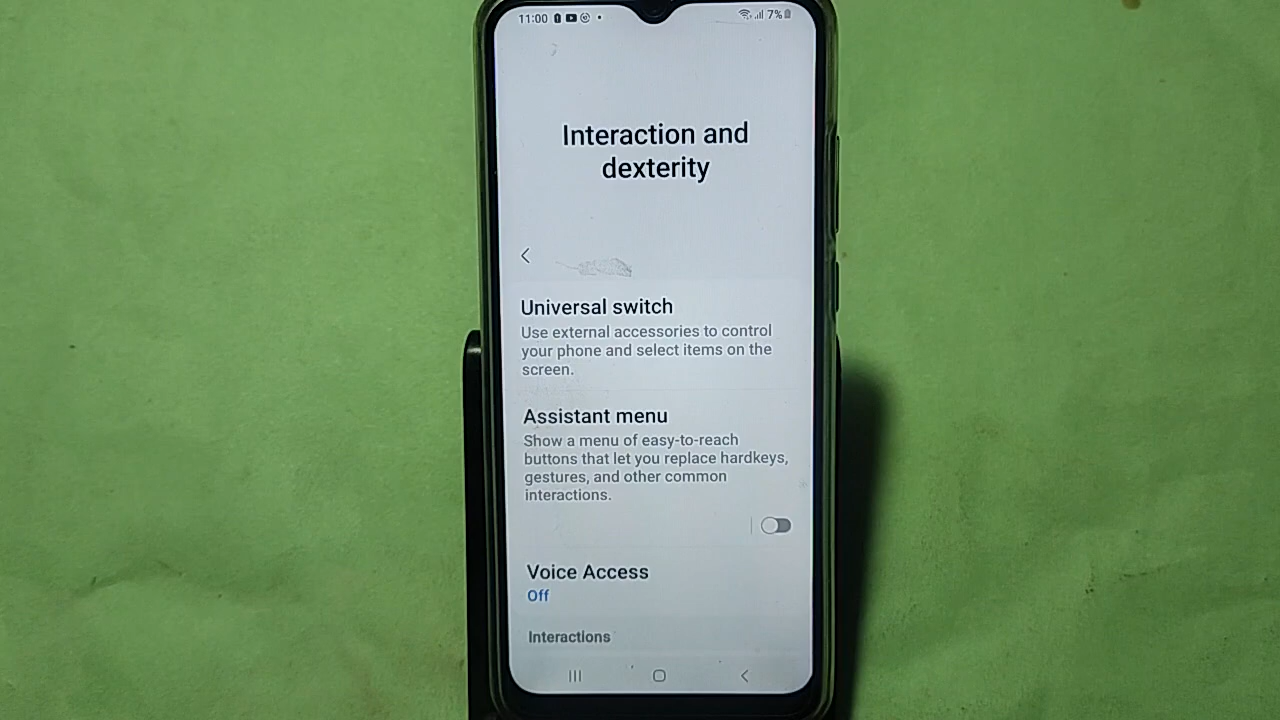 11:00
7%
Interaction and
dexterity
Universal switch
Use external accessories to control
your phone and select items on the
screen.
Assistant menu
Show a menu of easy-to-reach
buttons that let you replace hardkeys,
gestures, and other common
interactions.
Voice Access
Off
Interactions